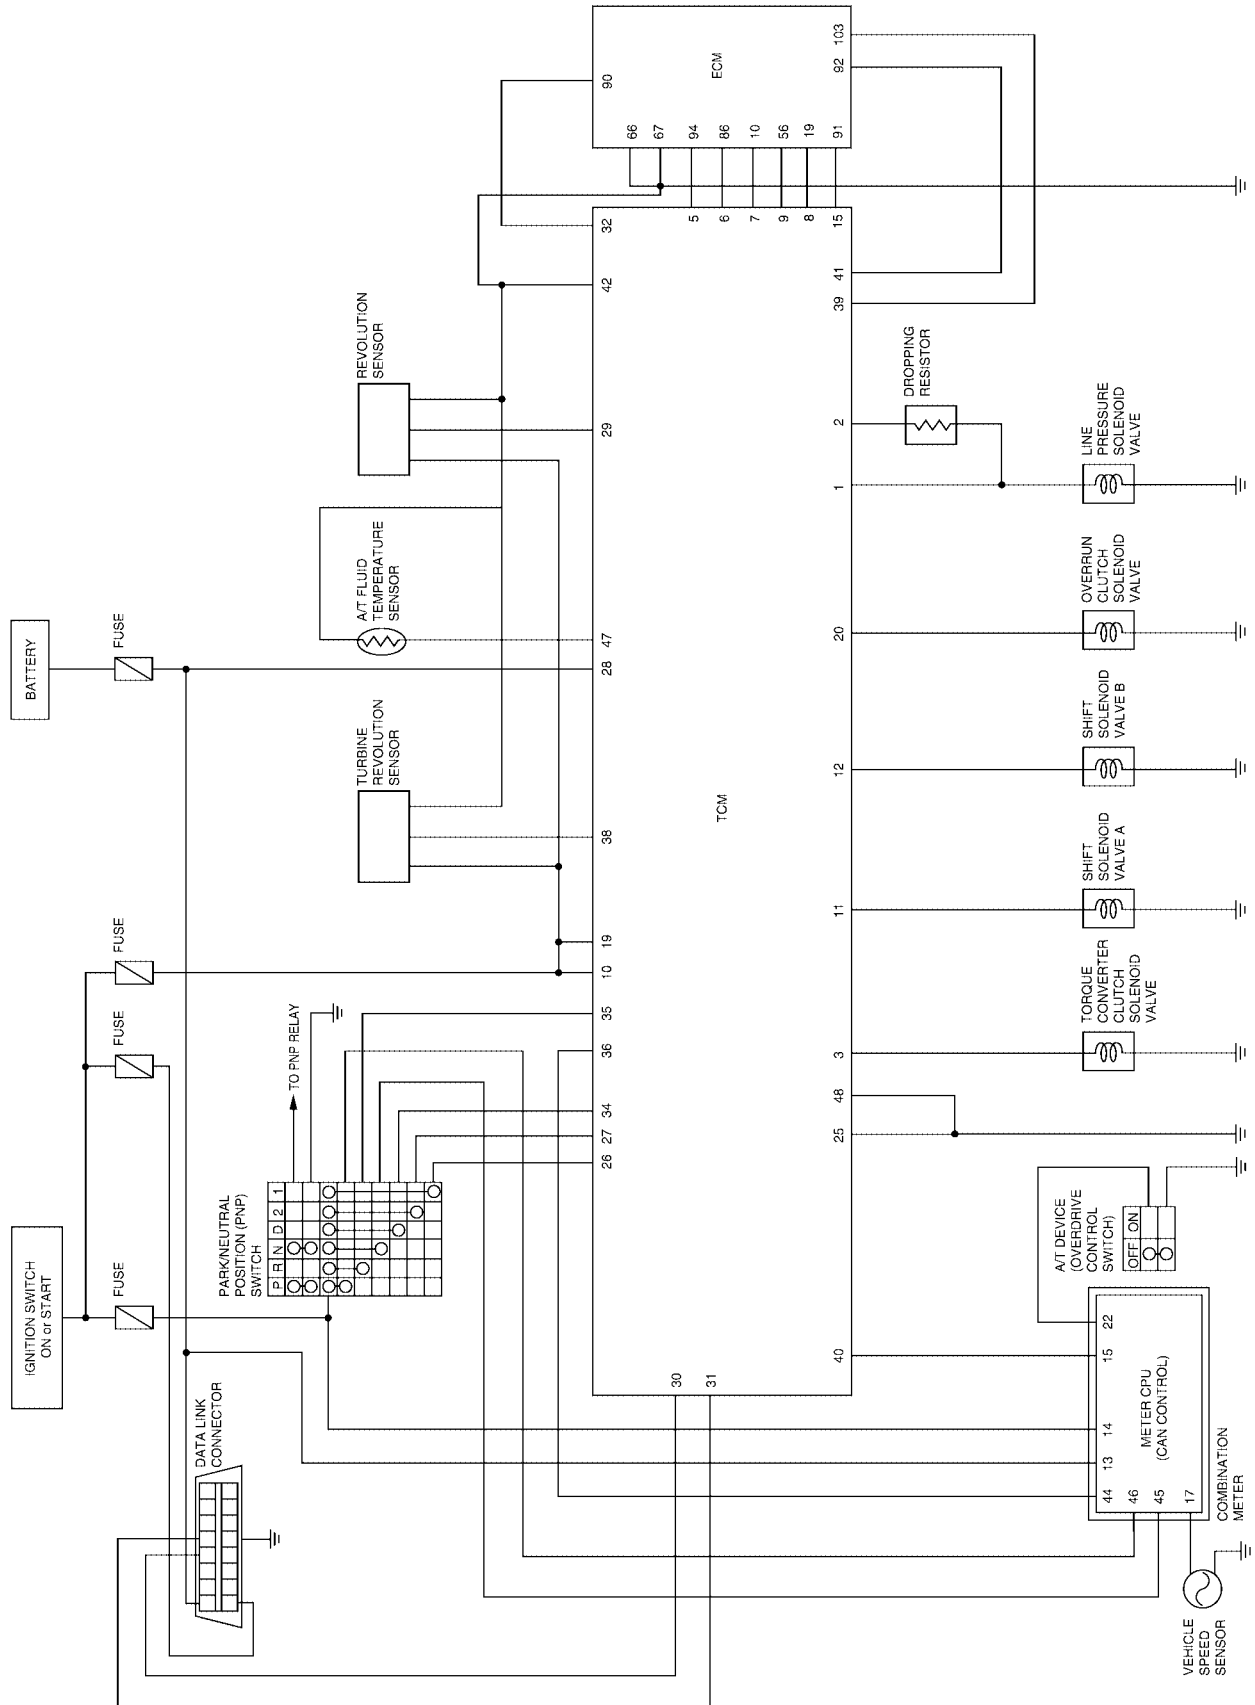 IGNITION SWITCH
ON or START
BATTERY
FUSE
FUSE
FUSE
FUSE
DATA LINK
CONNECTOR
PARK/NEUTRAL
POSITION (PNP)
SWITCH
P R N D 2 1
TO PNP RELAY
TURBINE
REVOLUTION
SENSOR
A/T FLUID
TEMPERATURE
SENSOR
REVOLUTION
SENSOR
ECM
90
66
67
94
86
10
56
19
91
92
103
TCM
30
31
26
27
34
36
35
10
19
38
28
47
29
42
32
5
6
7
9
8
15
41
39
2
1
20
12
11
3
48
25
40
DROPPING
RESISTOR
LINE
PRESSURE
SOLENOID
VALVE
OVERRUN
CLUTCH
SOLENOID
VALVE
SHIFT
SOLENOID
VALVE B
SHIFT
SOLENOID
VALVE A
TORQUE
CONVERTER
CLUTCH
SOLENOID
VALVE
A/T DEVICE
(OVERDRIVE
CONTROL
SWITCH)
OFF ON
METER CPU
(CAN CONTROL)
44
13
14
15
22
46
45
17
COMBINATION
METER
VEHICLE
SPEED
SENSOR